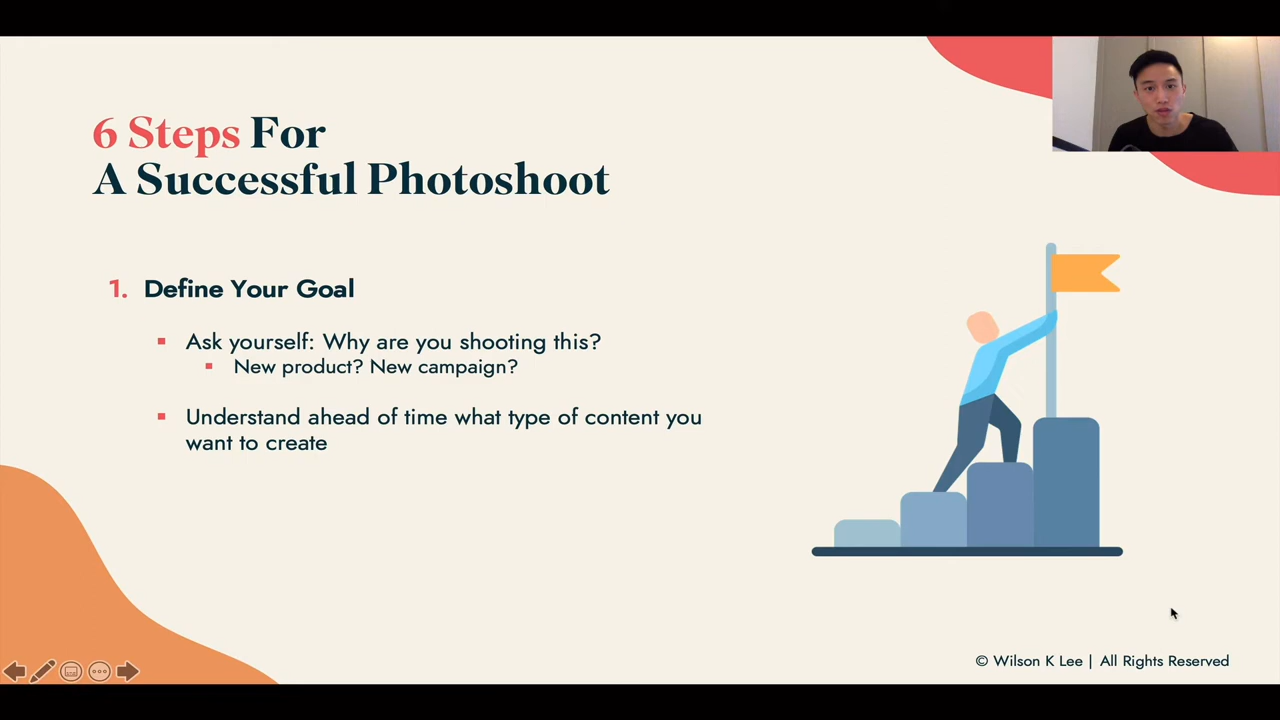 6 Steps For
A Successful Photoshoot
1. Define Your Goal
▪ Ask yourself: Why are you shooting this?
▪ New product? New campaign?
▪ Understand ahead of time what type of content you
want to create
© Wilson K Lee | All Rights Reserved